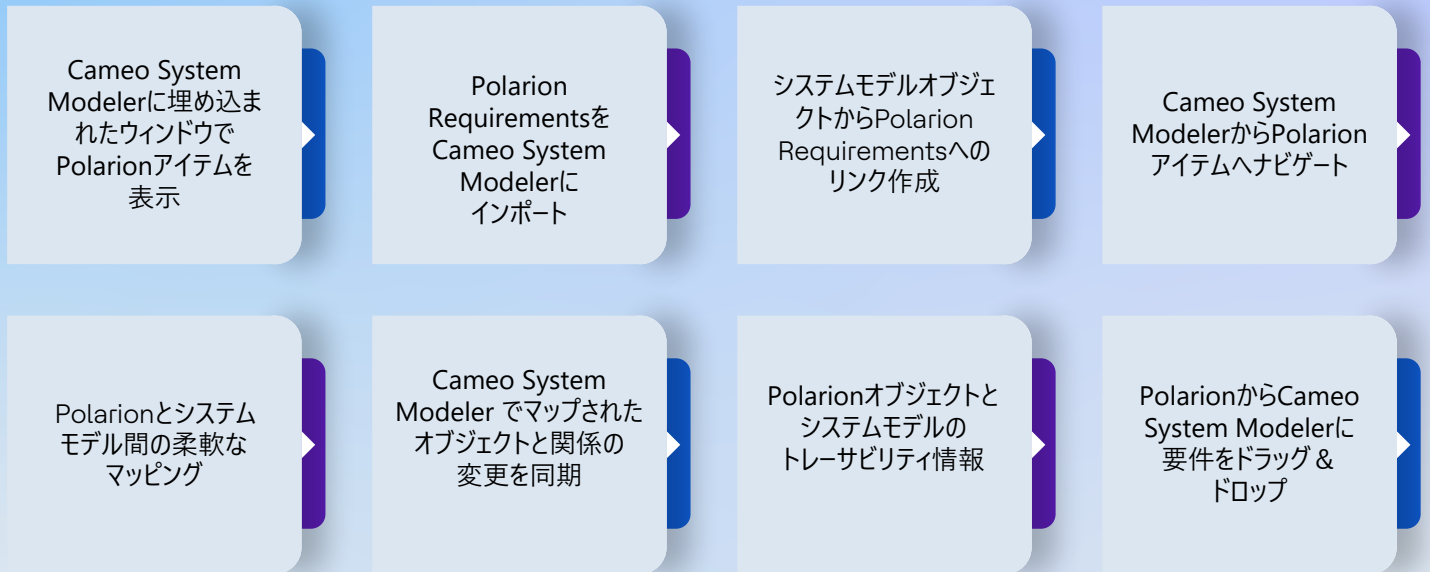 Cameo System
Modelerに埋め込ま
れたウィンドウで
Polarionアイテムを
表示
Polarion
Requirementsを
Cameo System
Modelerに
インポート
システムモデルオブジェ
クトからPolarion
Requirementsへの
リンク作成
Cameo System
ModelerからPolarion
アイテムへナビゲート
Polarionとシステム
モデル間の柔軟な
マッピング
Cameo System
Modeler でマップされた
オブジェクトと関係の
変更を同期
Polarionオブジェクトと
システムモデルの
トレーサビリティ情報
PolarionからCameo
System Modelerに
要件をドラッグ＆
ドロップ